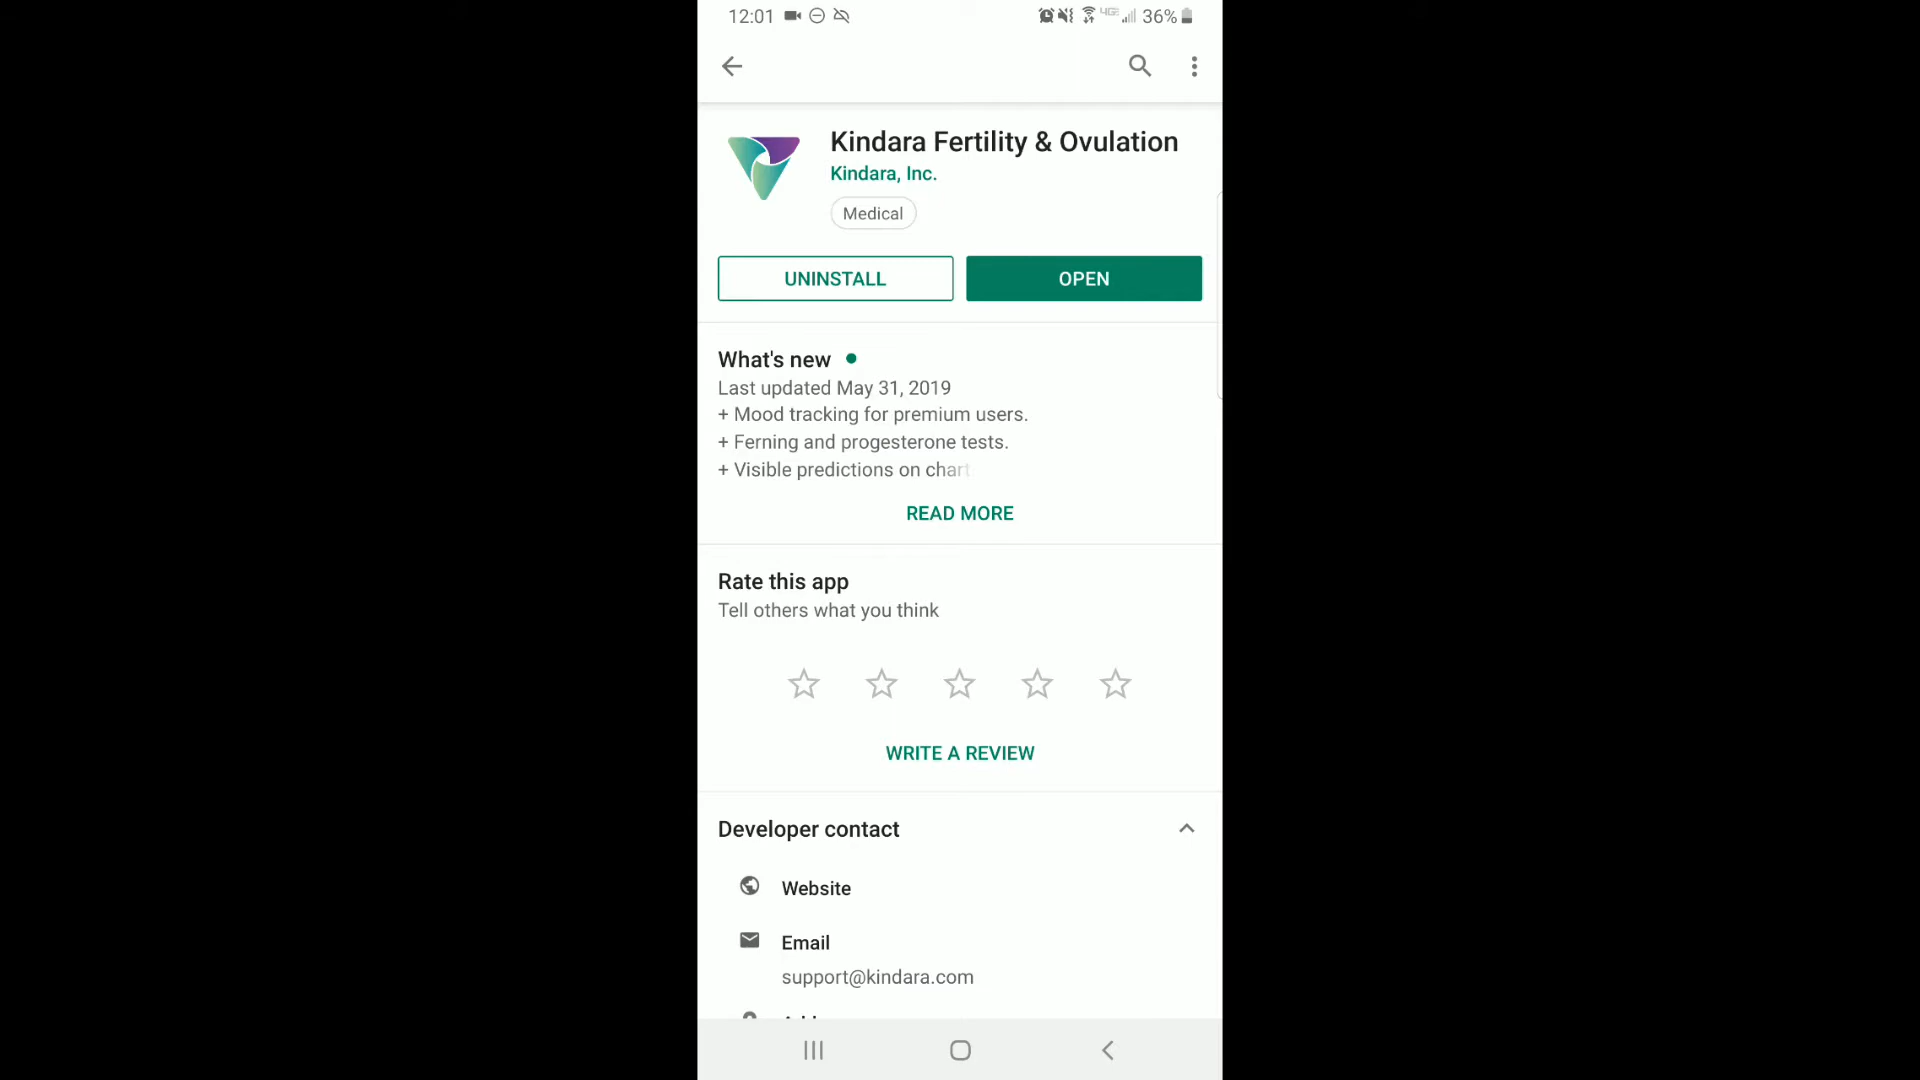 12:01 4GE 36%
Kindara Fertility & Ovulation
Kindara, Inc.
Medical
UNINSTALL OPEN
What's new
Last updated May 31, 2019
+ Mood tracking for premium users.
+ Ferning and progesterone tests.
+ Visible predictions on chart
READ MORE
Rate this app
Tell others what you think
WRITE A REVIEW
Developer contact
Website
Email
support@kindara.com